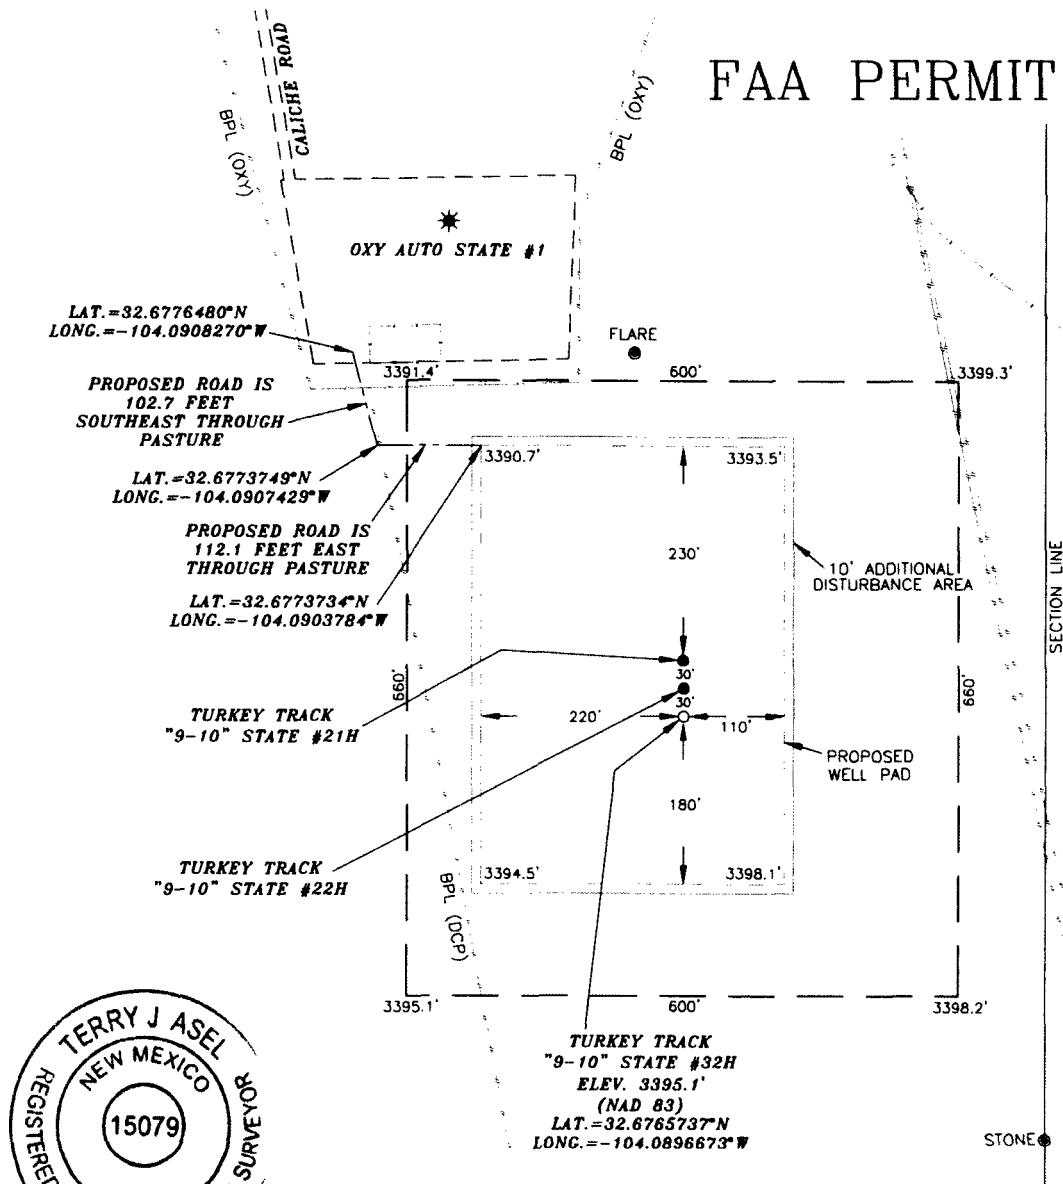 FAA PERMIT
CALICHE ROAD
BPL (OXY)
BPL (OXY)
OXY AUTO STATE #1
LAT.=32.6776480°N
LONG.=-104.0908270°W
FLARE
3391.4'
600'
3399.3'
PROPOSED ROAD IS
102.7 FEET
SOUTHEAST THROUGH
PASTURE
3390.7'
3393.5'
LAT.=32.6773749°N
LONG.=-104.0907429°W
PROPOSED ROAD IS
112.1 FEET EAST
THROUGH PASTURE
230'
10' ADDITIONAL
DISTURBANCE AREA
SECTION LINE
LAT.=32.6773734°N
LONG.=-104.0903784°W
30'
660'
660'
30'
TURKEY TRACK
"9-10" STATE #21H
220'
110'
PROPOSED
WELL PAD
180'
TURKEY TRACK
"9-10" STATE #22H
3394.5'
3398.1'
BPL (DCP)
3395.1'
600'
3398.2'
TURKEY TRACK
"9-10" STATE #32H
ELEV. 3395.1'
(NAD 83)
LAT.=32.6765737°N
LONG.=-104.0896673°W
STONE
TERRY J ASEL
NEW MEXICO
15079
REGISTERED
SURVEYOR